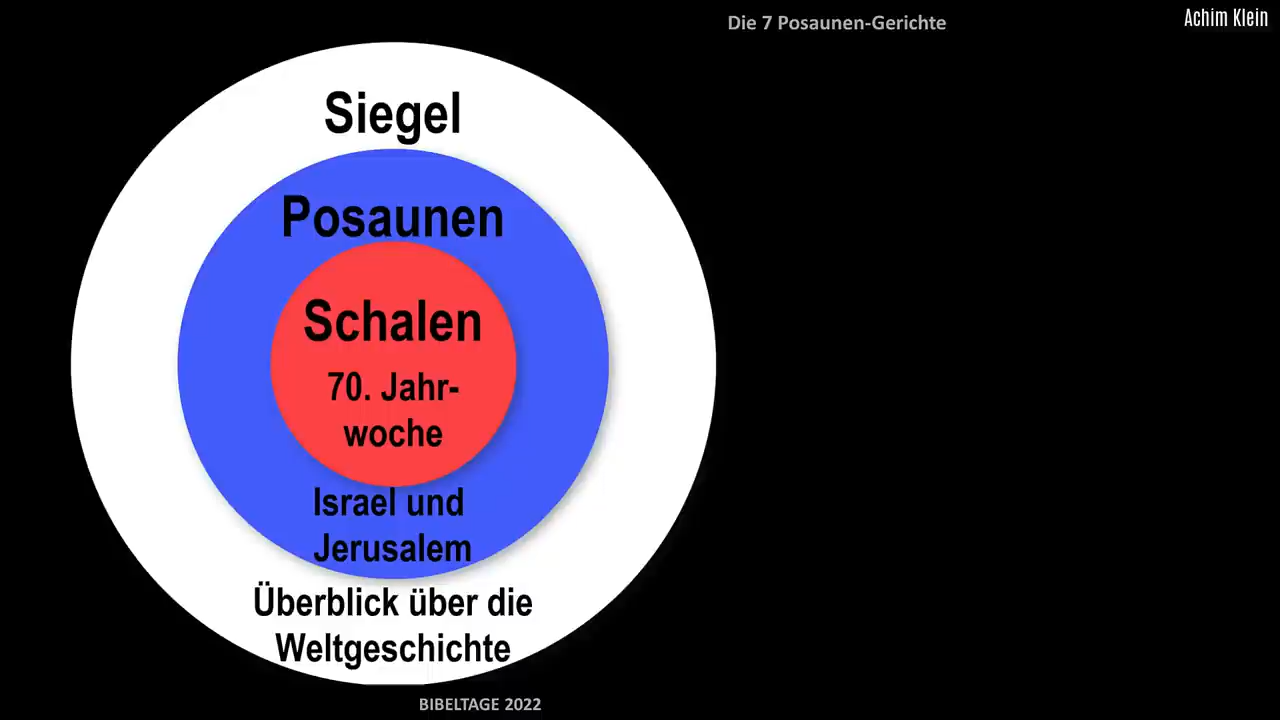 Die 7 Posaunen-Gerichte
Achim Klein
Siegel
Posaunen
Schalen
70. Jahr-
woche
Israel und
Jerusalem
Überblick über die
Weltgeschichte
BIBELTAGE 2022